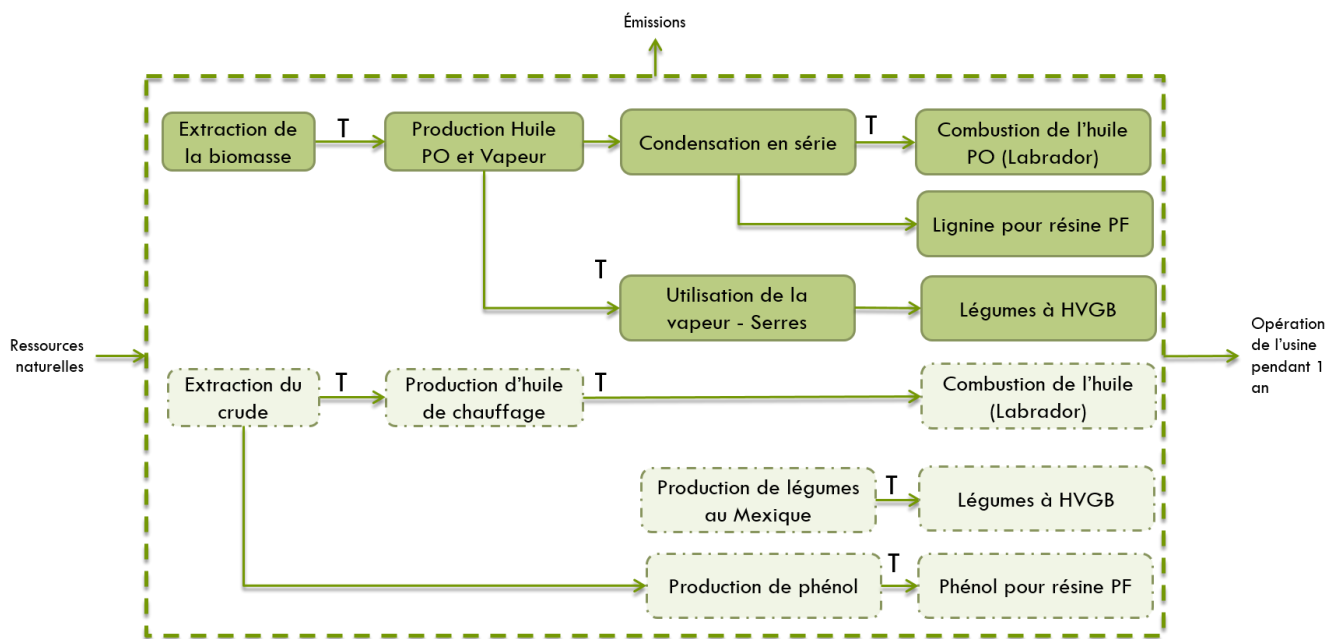 Émissions
Extraction de
la biomasse
T
Production Huile
PO et Vapeur
Condensation en série
T
Combustion de l'huile
PO (Labrador)
Lignine pour résine PF
T
Utilisation de la
vapeur - Serres
Légumes à HVGB
Ressources
naturelles
Opération
de l'usine
pendant 1
an
Extraction du
crude
T
Production d'huile
de chauffage
T
Combustion de l'huile
(Labrador)
Production de légumes
au Mexique
T
Légumes à HVGB
Production de phénol
T
Phénol pour résine PF